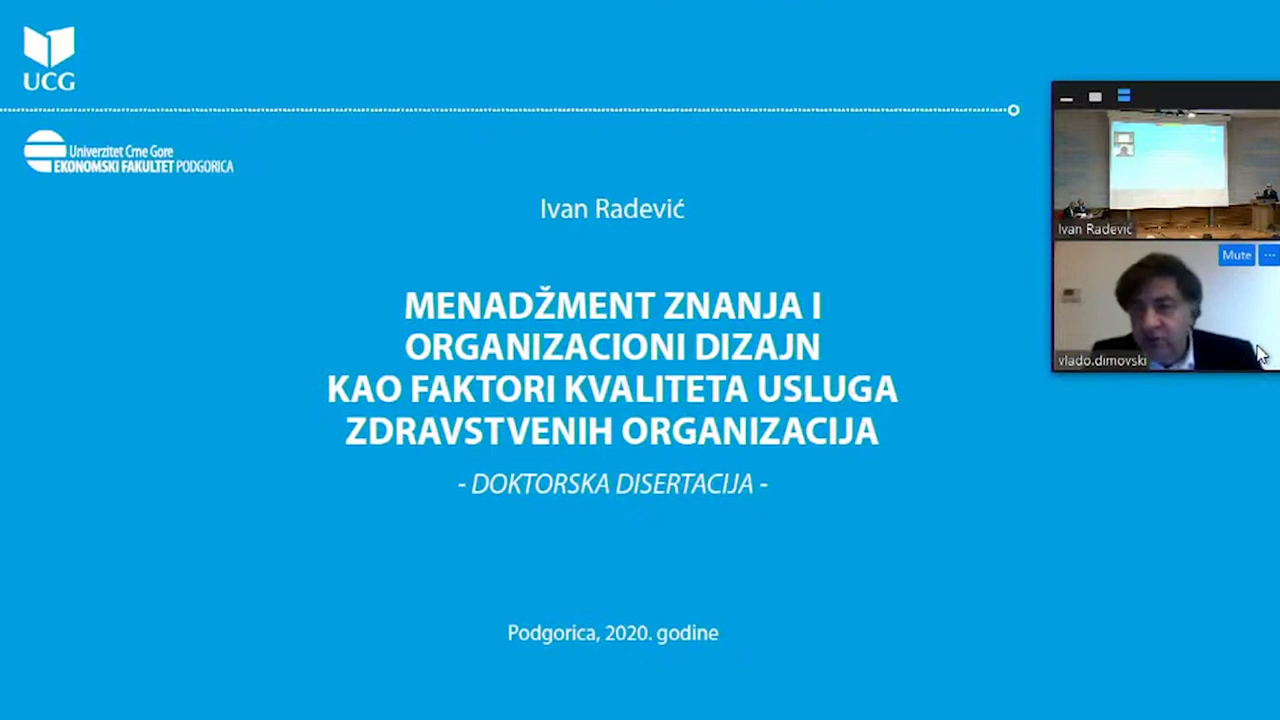 UCG
Univerzitet Crne Gore
EKONOMSKI FAKULTET PODGORICA
Ivan Radević
MENADŽMENT ZNANJA I
ORGANIZACIONI DIZAJN
KAO FAKTORI KVALITETA USLUGA
ZDRAVSTVENIH ORGANIZACIJA
- DOKTORSKA DISERTACIJA -
Podgorica, 2020. godine
Ivan Radević
Mute
...
vlado.dimovski